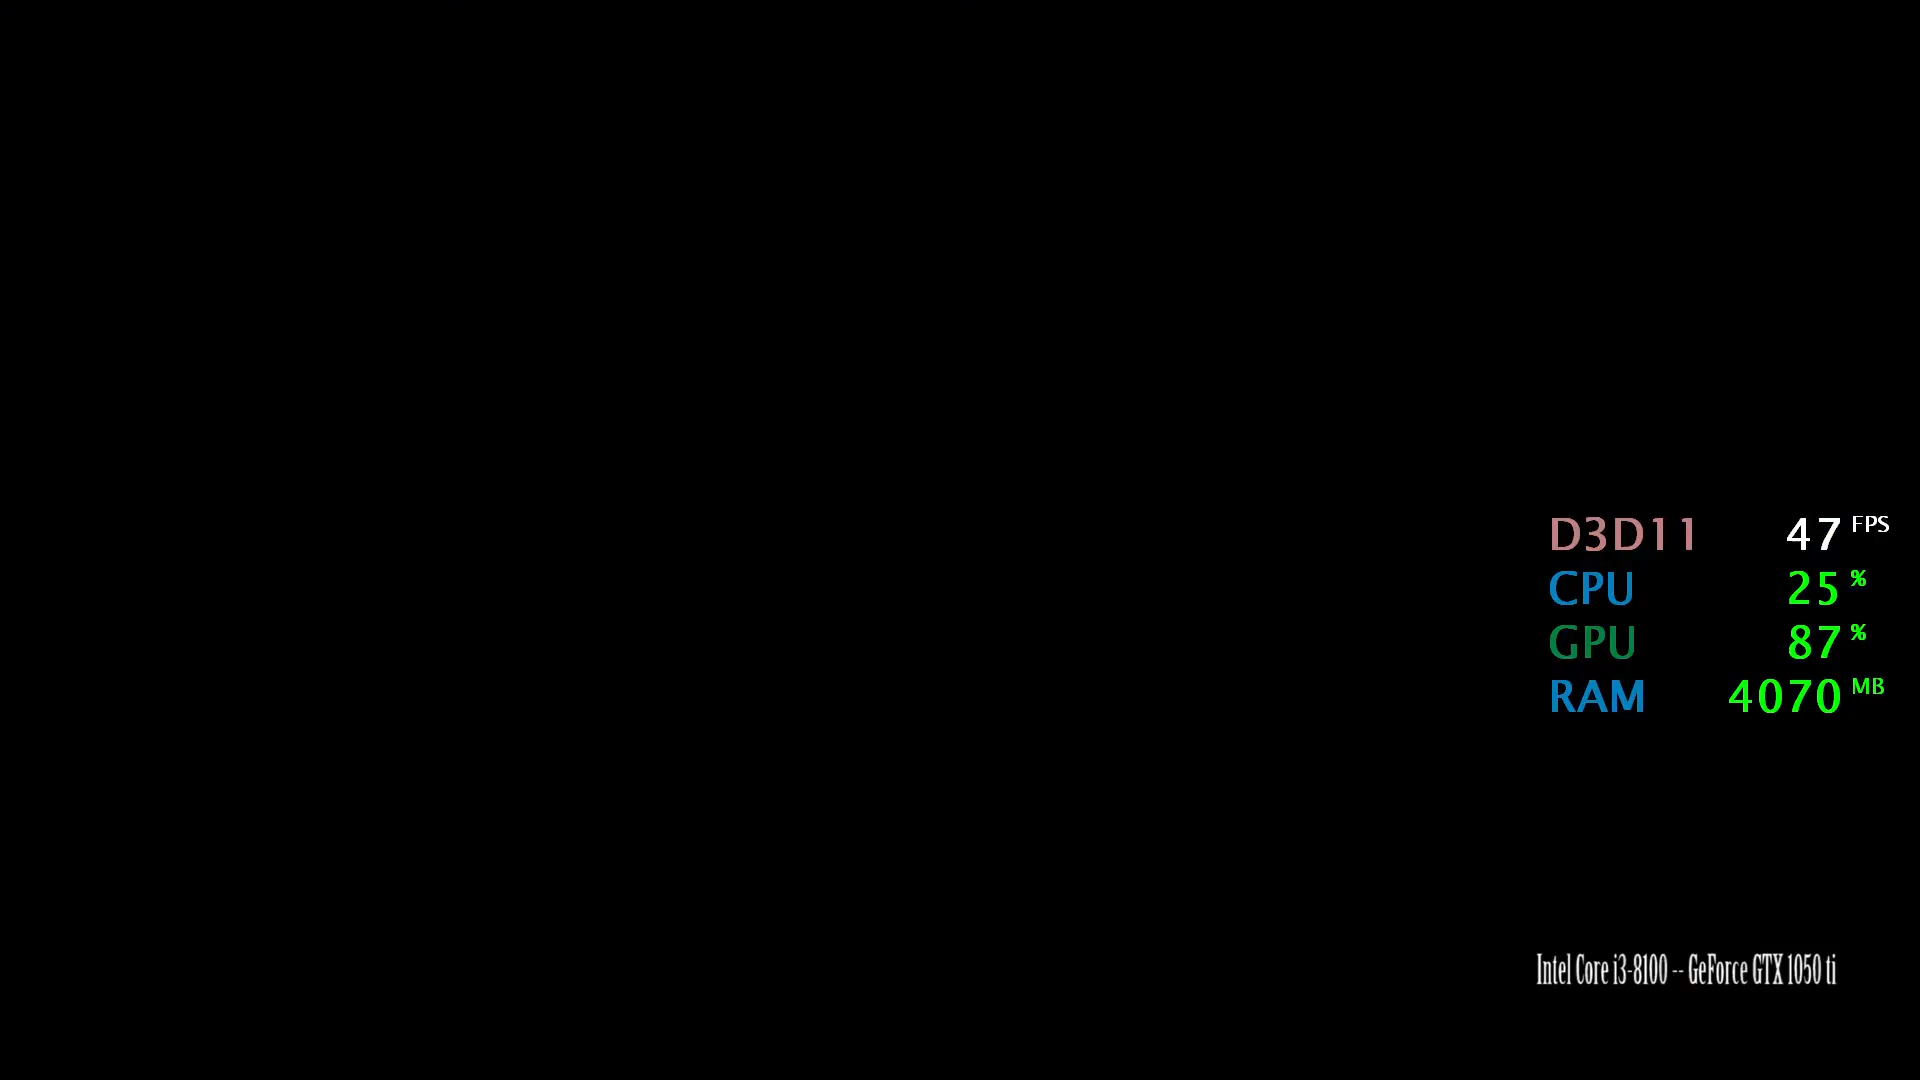 D3D11 47 FPS
CPU 25 %
GPU 87 %
RAM 4070 MB
Intel Core i3-8100 -- GeForce GTX 1050 ti